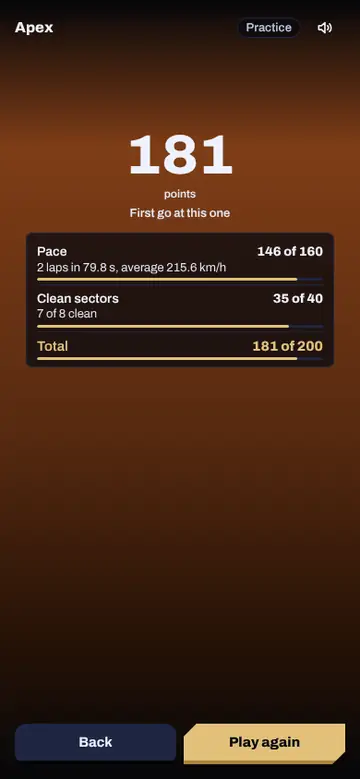 Apex
Practice
181
points
First go at this one
Pace 146 of 160
2 laps in 79.8 s, average 215.6 km/h
Clean sectors 35 of 40
7 of 8 clean
Total 181 of 200
Back
Play again